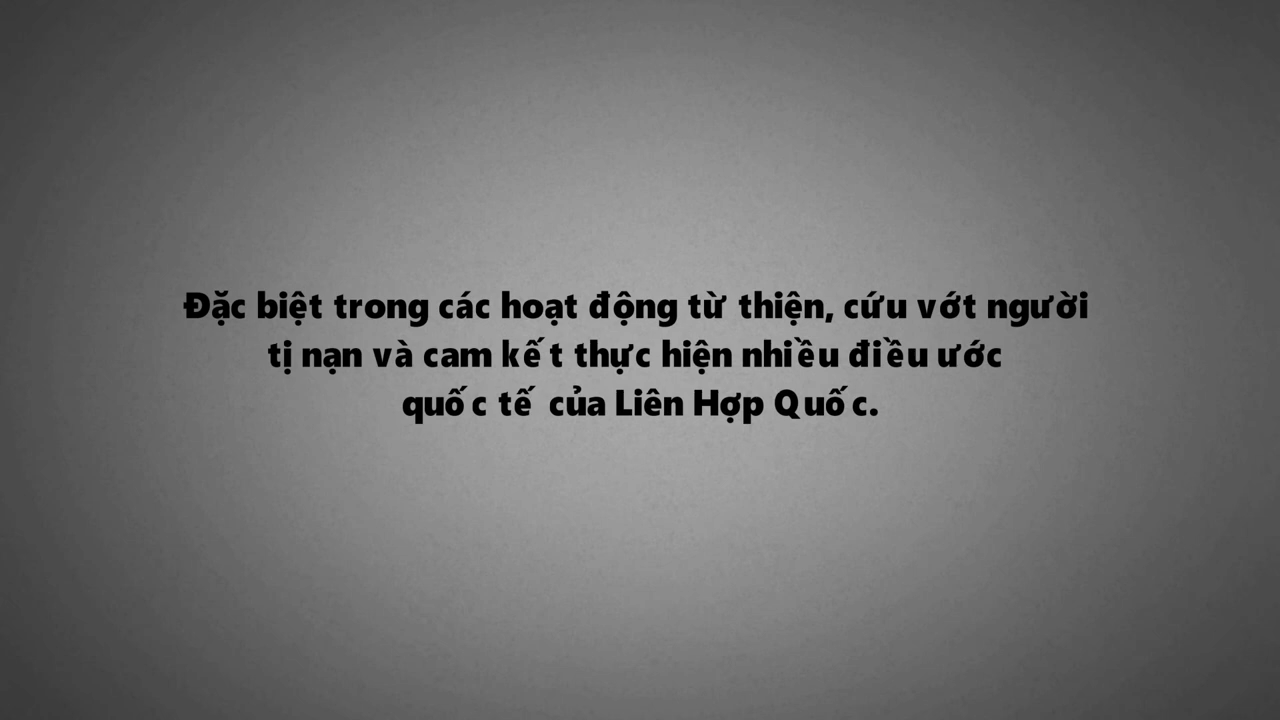 Đặc biệt trong các hoạt động từ thiện, cứu vớt người
tị nạn và cam kết thực hiện nhiều điều ước
quốc tế của Liên Hợp Quốc.